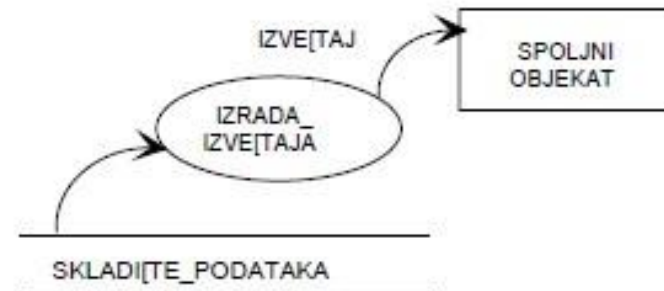 IZVE[TAJ
SPOLJNI
OBJEKAT
IZRADA_
IZVE[TAJA
SKLADI[TE_PODATAKA